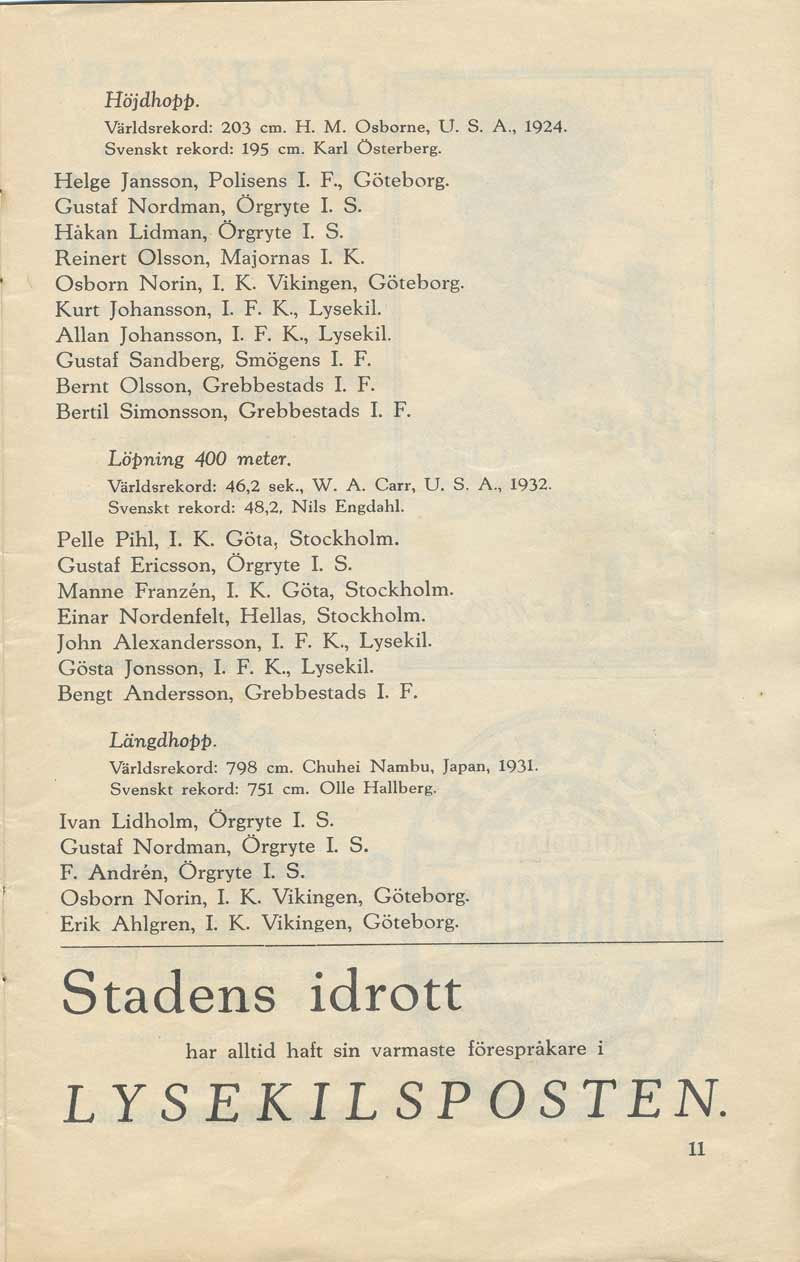 Höjdhopp.
Världsrekord: 203 cm. H. M. Osborne, U. S. A., 1924.
Svenskt rekord: 195 cm. Karl Österberg.
Helge Jansson, Polisens I. F., Göteborg.
Gustaf Nordman, Örgryte I. S.
Håkan Lidman, Örgryte I. S.
Reinert Olsson, Majornas I. K.
Osborn Norin, I. K. Vikingen, Göteborg.
Kurt Johansson, I. F. K., Lysekil.
Allan Johansson, I. F. K., Lysekil.
Gustaf Sandberg, Smögens I. F.
Bernt Olsson, Grebbestads I. F.
Bertil Simonsson, Grebbestads I. F.
Löpning 400 meter.
Världsrekord: 46,2 sek., W. A. Carr, U. S. A., 1932.
Svenskt rekord: 48,2, Nils Engdahl.
Pelle Pihl, I. K. Göta, Stockholm.
Gustaf Ericsson, Örgryte I. S.
Manne Franzén, I. K. Göta, Stockholm.
Einar Nordenfelt, Hellas, Stockholm.
John Alexandersson, I. F. K., Lysekil.
Gösta Jonsson, I. F. K., Lysekil.
Bengt Andersson, Grebbestads I. F.
Längdhopp.
Världsrekord: 798 cm. Chuhei Nambu, Japan, 1931.
Svenskt rekord: 751 cm. Olle Hallberg.
Ivan Lidholm, Örgryte I. S.
Gustaf Nordman, Örgryte I. S.
F. Andrén, Örgryte I. S.
Osborn Norin, I. K. Vikingen, Göteborg.
Erik Ahlgren, I. K. Vikingen, Göteborg.
Stadens idrott
har alltid haft sin varmaste förespråkare i
LYSEKILSPOSTEN.
11